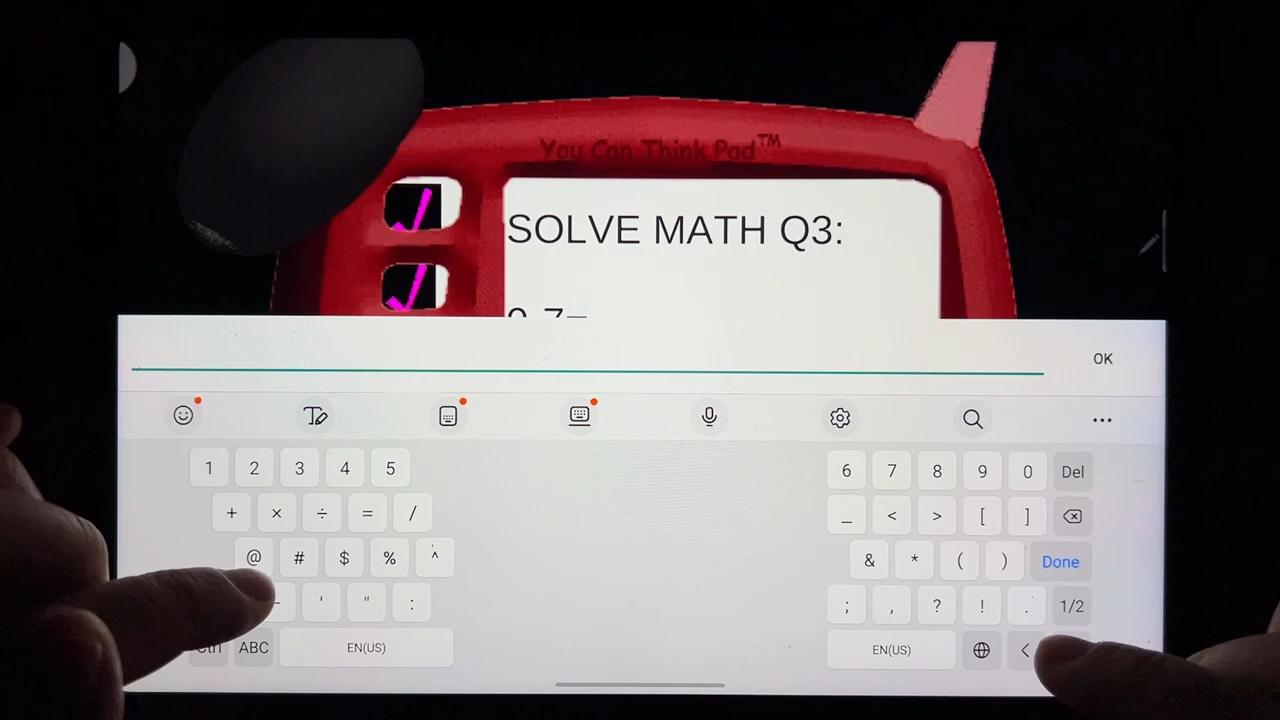 You Can Think Pad™
SOLVE MATH Q3:
OK
1 2 3 4 5 6 7 8 9 0 Del
+ × ÷ = / _ < > [ ]
@ # $ % ^ & * ( ) Done
- ' " : ; , ? ! . 1/2
Ctrl ABC EN(US) EN(US) <